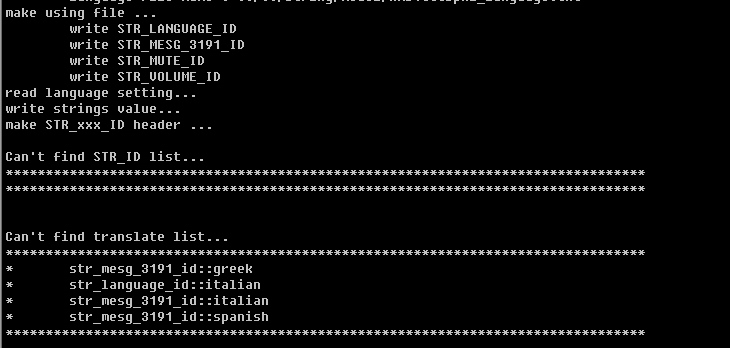 make using file ...
write STR_LANGUAGE_ID
write STR_MESG_3191_ID
write STR_MUTE_ID
write STR_VOLUME_ID
read language setting...
write strings value...
make STR_xxx_ID header ...
Can't find STR_ID list...
********************************************************************************
********************************************************************************
Can't find translate list...
********************************************************************************
* str_mesg_3191_id::greek
* str_language_id::italian
* str_mesg_3191_id::italian
* str_mesg_3191_id::spanish
********************************************************************************